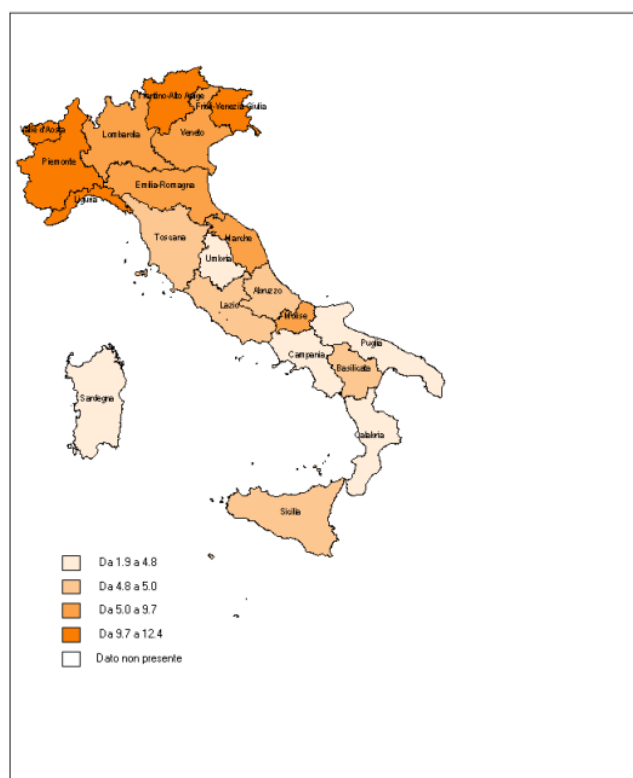 Trentino-Alto Adige
Friuli-Venezia Giulia
Valle d'Aosta
Lombardia
Veneto
Piemonte
Emilia-Romagna
Liguria
Toscana
Marche
Umbria
Abruzzo
Lazio
Molise
Campania
Puglia
Basilicata
Sardegna
Calabria
Sicilia
Da 1.9 a 4.8
Da 4.8 a 5.0
Da 5.0 a 9.7
Da 9.7 a 12.4
Dato non presente